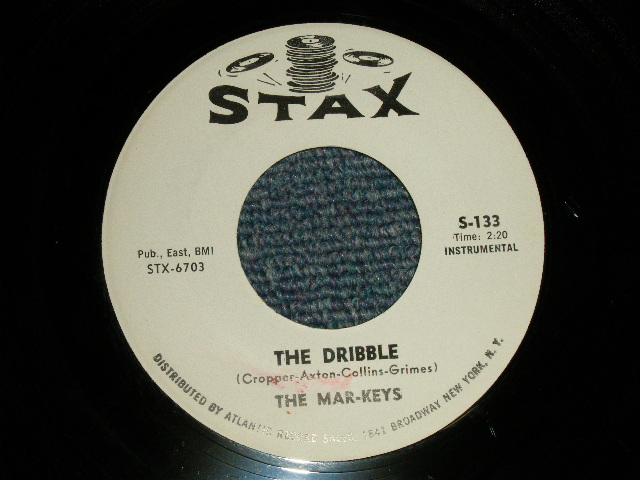 STAX
S-133
Time: 2:20
INSTRUMENTAL
Pub., East, BMI
STX-6703
THE DRIBBLE
(Cropper-Axton-Collins-Grimes)
THE MAR-KEYS
DISTRIBUTED BY ATLANTIC RECORD SALES, 1841 BROADWAY NEW YORK, N. Y.